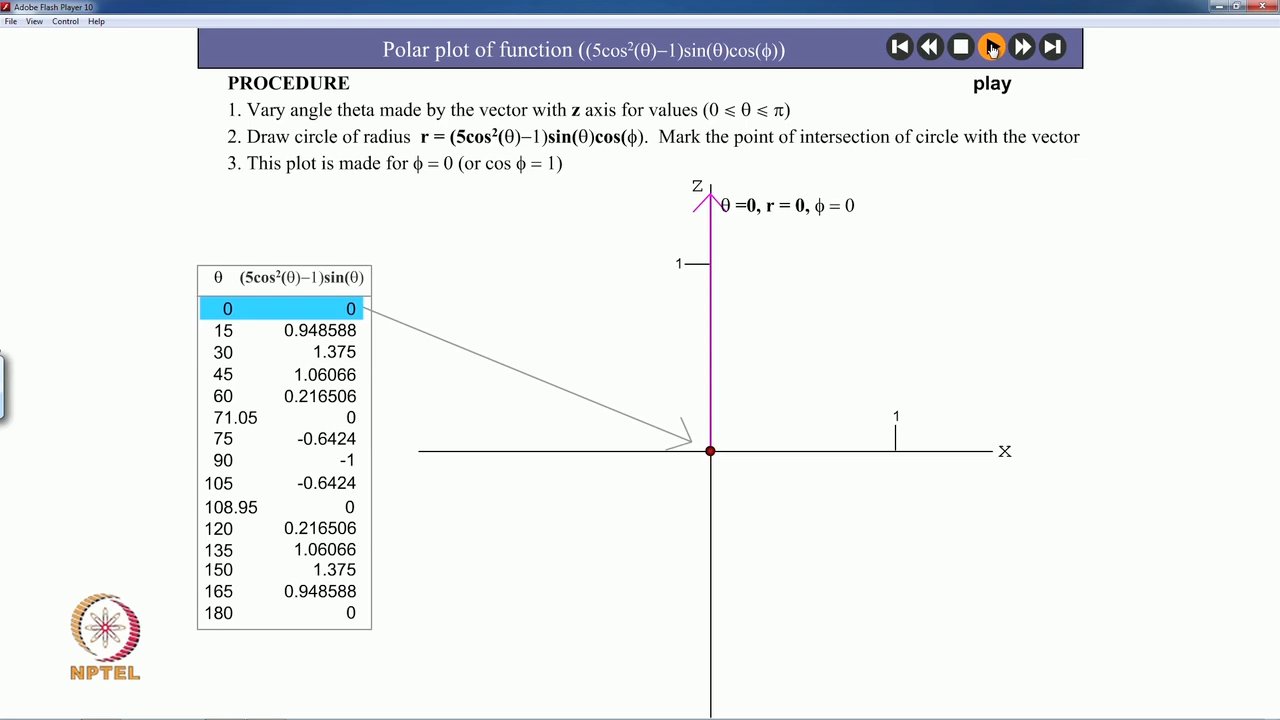 Adobe Flash Player 10
File View Control Help
Polar plot of function ((5cos²(θ)−1)sin(θ)cos(ϕ))
play
PROCEDURE
1. Vary angle theta made by the vector with z axis for values (0 ⩽ θ ⩽ π)
2. Draw circle of radius r = (5cos²(θ)−1)sin(θ)cos(ϕ). Mark the point of intersection of circle with the vector
3. This plot is made for ϕ = 0 (or cos ϕ = 1)
Z
θ =0, r = 0, ϕ = 0
1
1
X
θ (5cos²(θ)−1)sin(θ)
0 0
15 0.948588
30 1.375
45 1.06066
60 0.216506
71.05 0
75 -0.6424
90 -1
105 -0.6424
108.95 0
120 0.216506
135 1.06066
150 1.375
165 0.948588
180 0
NPTEL